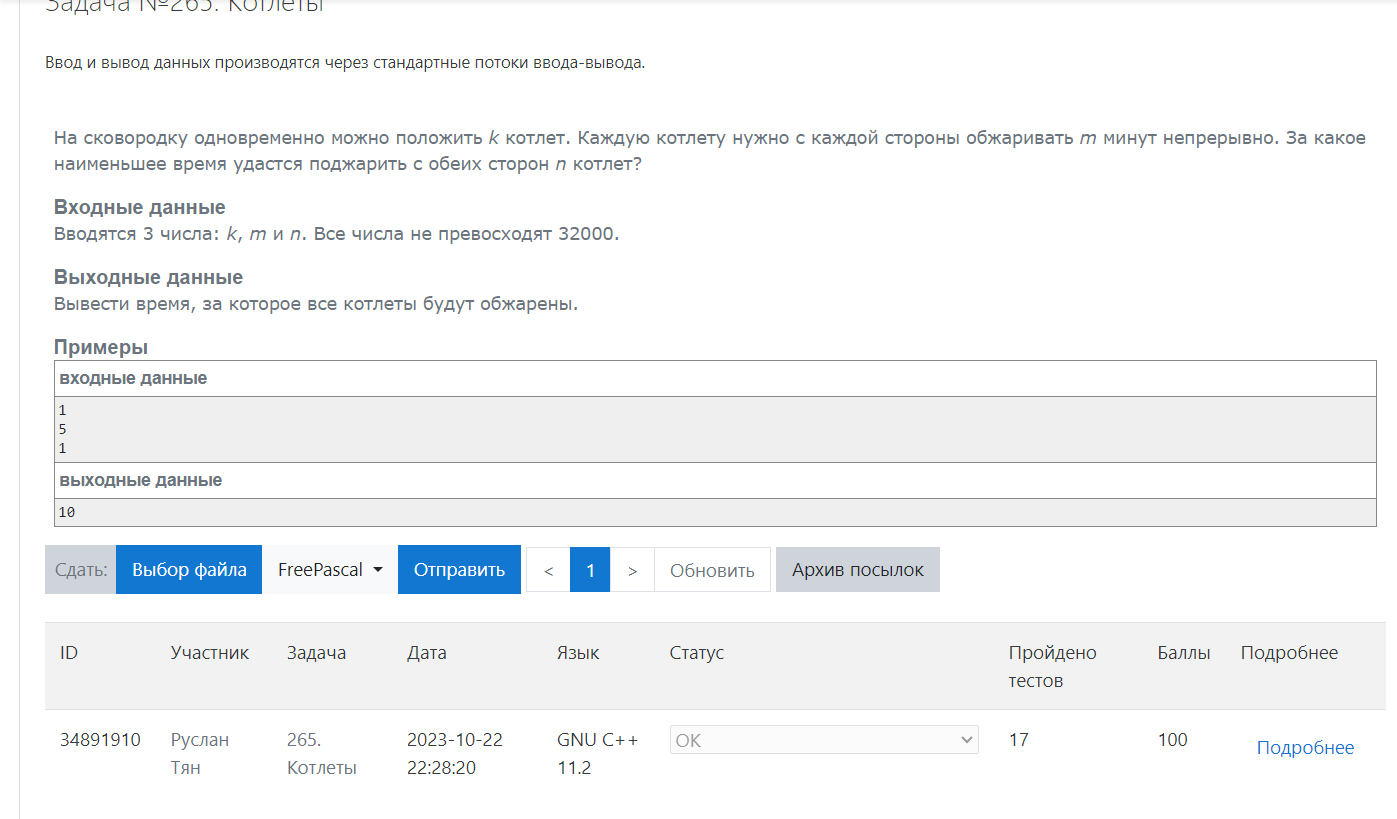 Задача №265. Котлеты
Ввод и вывод данных производятся через стандартные потоки ввода-вывода.
На сковородку одновременно можно положить k котлет. Каждую котлету нужно с каждой стороны обжаривать m минут непрерывно. За какое
наименьшее время удастся поджарить с обеих сторон n котлет?
Входные данные
Вводятся 3 числа: k, m и n. Все числа не превосходят 32000.
Выходные данные
Вывести время, за которое все котлеты будут обжарены.
Примеры
входные данные
1
5
1
выходные данные
10
Сдать: Выбор файла FreePascal Отправить < 1 > Обновить Архив посылок
ID Участник Задача Дата Язык Статус Пройдено Баллы Подробнее
тестов
34891910 Руслан 265. 2023-10-22 GNU C++ OK 17 100 Подробнее
Тян Котлеты 22:28:20 11.2